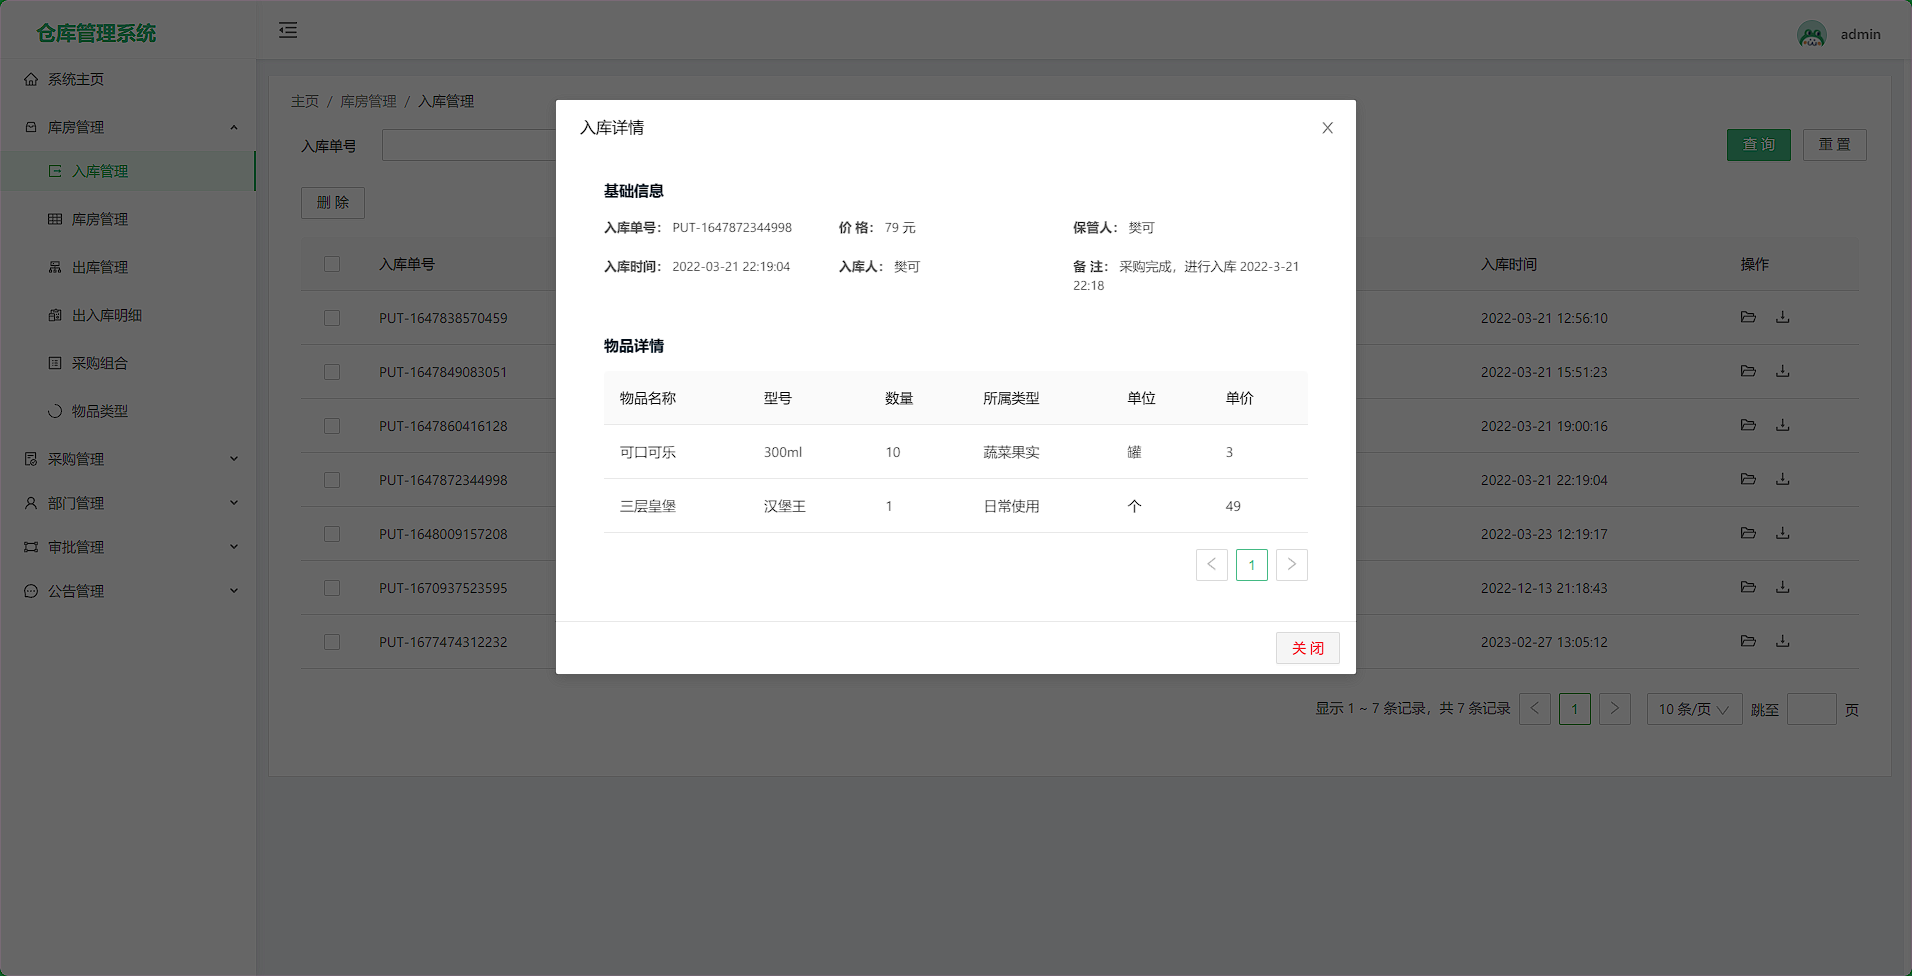 仓库管理系统
admin
系统主页
库房管理
入库管理
库房管理
出库管理
出入库明细
采购组合
物品类型
采购管理
部门管理
审批管理
公告管理
主页 / 库房管理 / 入库管理
入库单号
查 询 重 置
删 除
入库单号 入库时间 操作
PUT-1647838570459 2022-03-21 12:56:10
PUT-1647849083051 2022-03-21 15:51:23
PUT-1647860416128 2022-03-21 19:00:16
PUT-1647872344998 2022-03-21 22:19:04
PUT-1648009157208 2022-03-23 12:19:17
PUT-1670937523595 2022-12-13 21:18:43
PUT-1677474312232 2023-02-27 13:05:12
显示 1 ~ 7 条记录，共 7 条记录 1 10 条/页 跳至 页
入库详情
基础信息
入库单号： PUT-1647872344998 价 格： 79 元 保管人： 樊可
入库时间： 2022-03-21 22:19:04 入库人： 樊可 备 注： 采购完成，进行入库 2022-3-21
22:18
物品详情
物品名称 型号 数量 所属类型 单位 单价
可口可乐 300ml 10 蔬菜果实 罐 3
三层皇堡 汉堡王 1 日常使用 个 49
1
关 闭